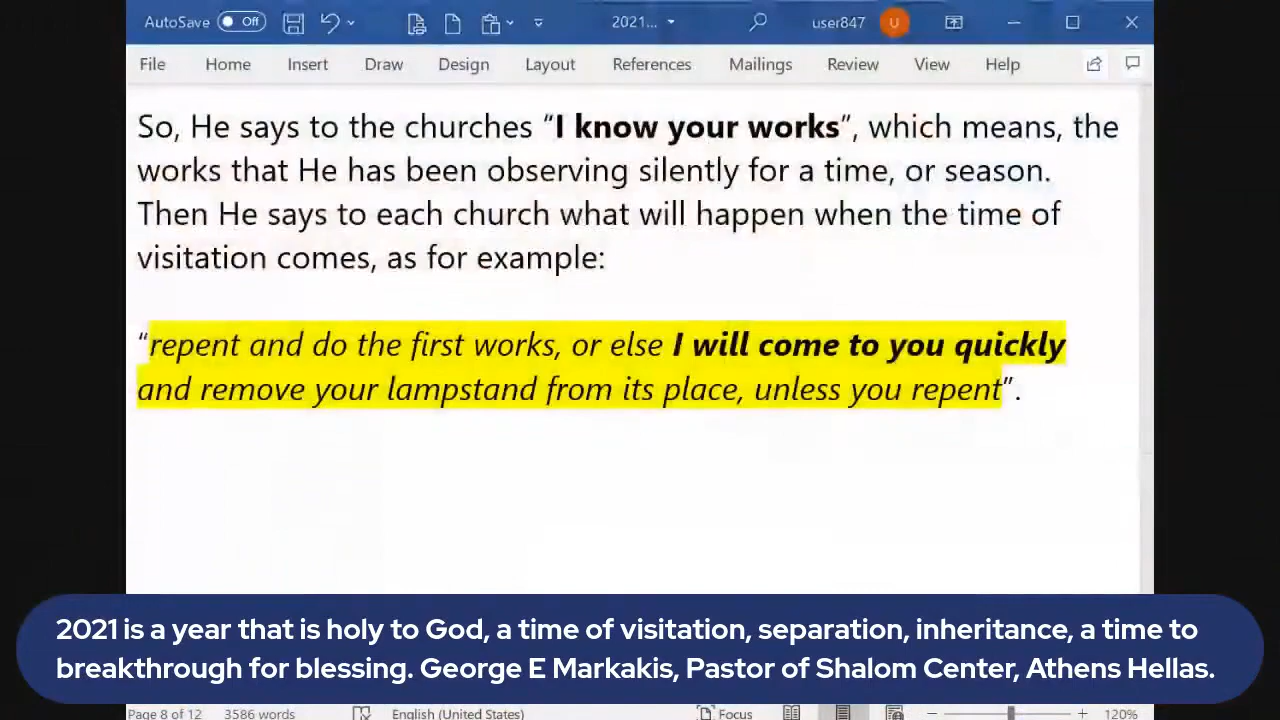 AutoSave Off 2021... user847 U
File Home Insert Draw Design Layout References Mailings Review View Help
So, He says to the churches “I know your works”, which means, the
works that He has been observing silently for a time, or season.
Then He says to each church what will happen when the time of
visitation comes, as for example:
“repent and do the first works, or else I will come to you quickly
and remove your lampstand from its place, unless you repent”.
2021 is a year that is holy to God, a time of visitation, separation, inheritance, a time to
breakthrough for blessing. George E Markakis, Pastor of Shalom Center, Athens Hellas.
Page 8 of 12 3586 words English (United States) Focus 120%